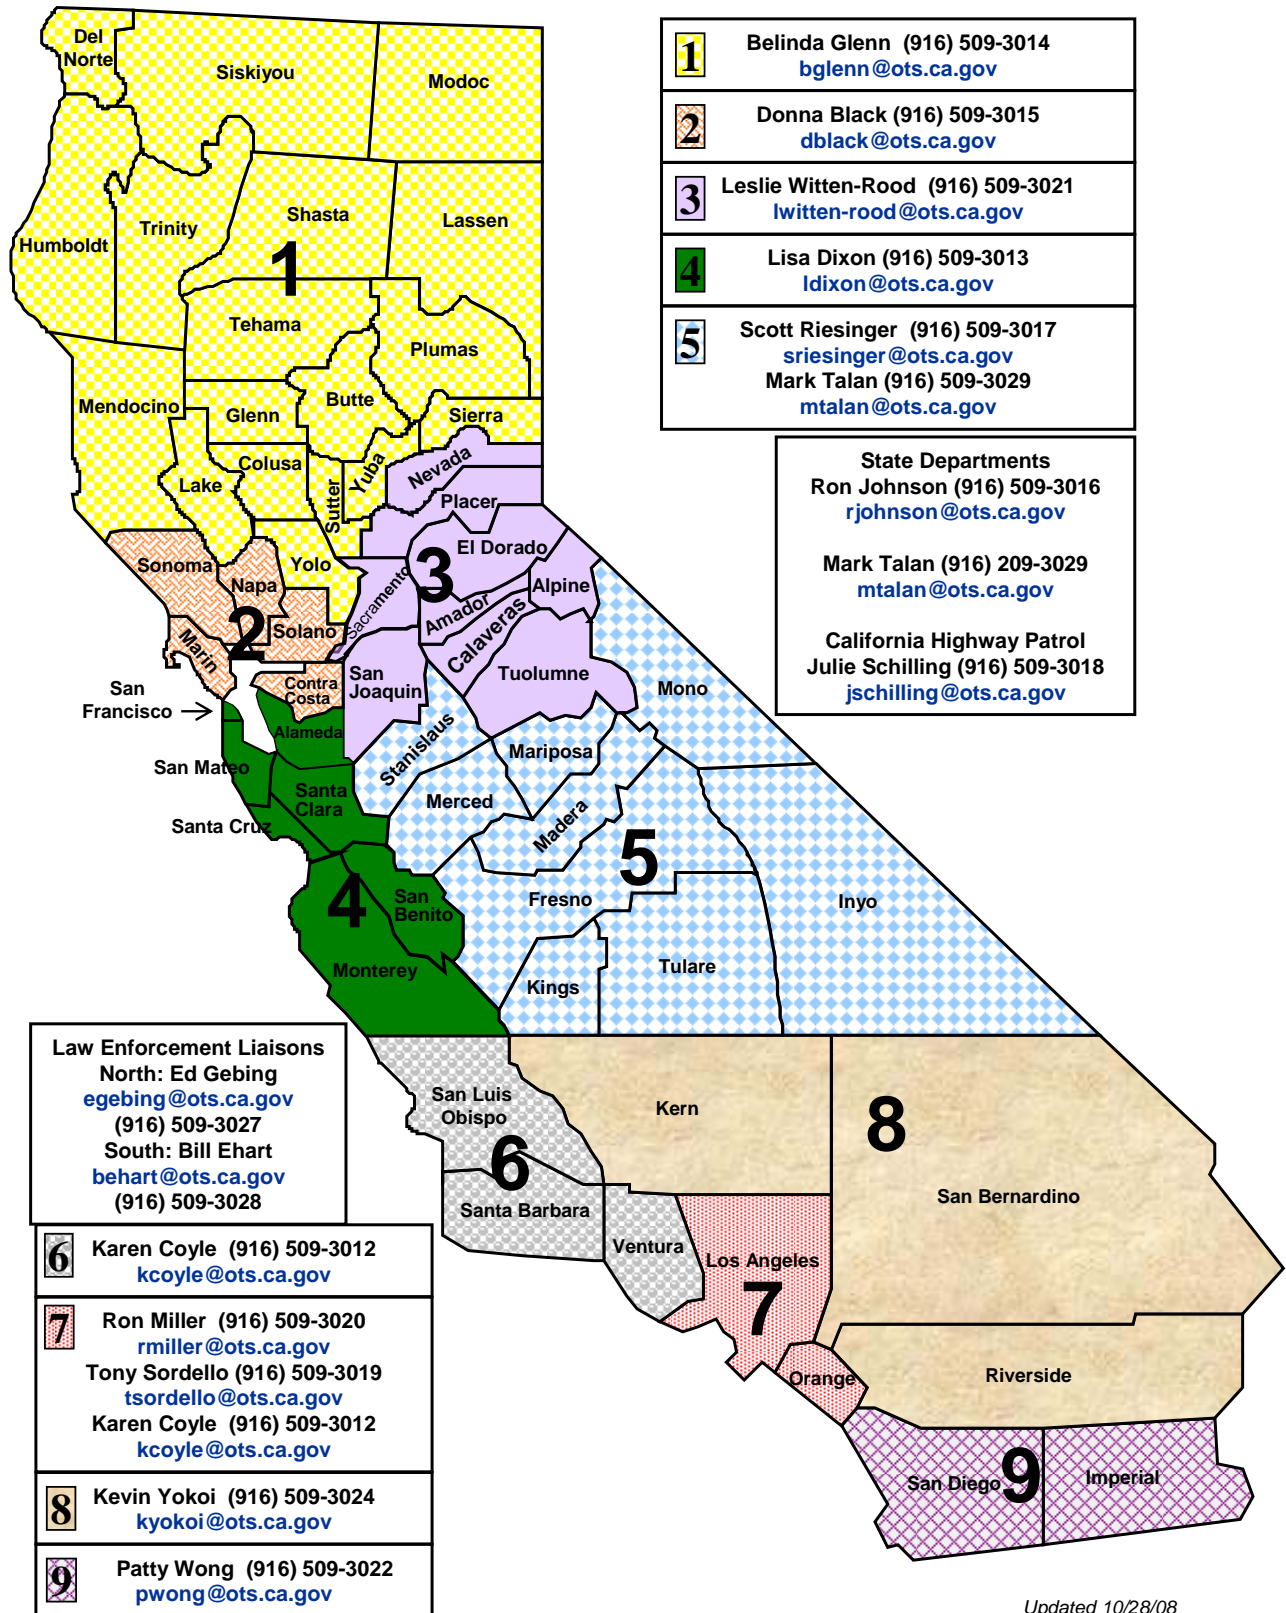 Del
Norte
Siskiyou
Modoc
Humboldt
Trinity
Shasta
Lassen
1
Tehama
Plumas
Mendocino
Glenn
Butte
Sierra
Colusa
Lake
Sutter
Yuba
Nevada
Placer
Yolo
El Dorado
3
Sonoma
Napa
2
Solano
Marin
Sacramento
Amador
Alpine
Calaveras
Tuolumne
San
Joaquin
Contra
Costa
San
Francisco
Alameda
Mono
Stanislaus
Mariposa
San Mateo
Santa
Clara
Merced
Madera
Santa Cruz
5
4
San
Benito
Fresno
Inyo
Monterey
Kings
Tulare
San Luis
Obispo
Kern
8
6
San Bernardino
Santa Barbara
Ventura
Los Angeles
7
Orange
Riverside
San Diego
9
Imperial
1
Belinda Glenn (916) 509-3014
bglenn@ots.ca.gov
2
Donna Black (916) 509-3015
dblack@ots.ca.gov
3
Leslie Witten-Rood (916) 509-3021
lwitten-rood@ots.ca.gov
4
Lisa Dixon (916) 509-3013
ldixon@ots.ca.gov
5
Scott Riesinger (916) 509-3017
sriesinger@ots.ca.gov
Mark Talan (916) 509-3029
mtalan@ots.ca.gov
State Departments
Ron Johnson (916) 509-3016
rjohnson@ots.ca.gov
Mark Talan (916) 209-3029
mtalan@ots.ca.gov
California Highway Patrol
Julie Schilling (916) 509-3018
jschilling@ots.ca.gov
Law Enforcement Liaisons
North: Ed Gebing
egebing@ots.ca.gov
(916) 509-3027
South: Bill Ehart
behart@ots.ca.gov
(916) 509-3028
6
Karen Coyle (916) 509-3012
kcoyle@ots.ca.gov
7
Ron Miller (916) 509-3020
rmiller@ots.ca.gov
Tony Sordello (916) 509-3019
tsordello@ots.ca.gov
Karen Coyle (916) 509-3012
kcoyle@ots.ca.gov
8
Kevin Yokoi (916) 509-3024
kyokoi@ots.ca.gov
9
Patty Wong (916) 509-3022
pwong@ots.ca.gov
Updated 10/28/08